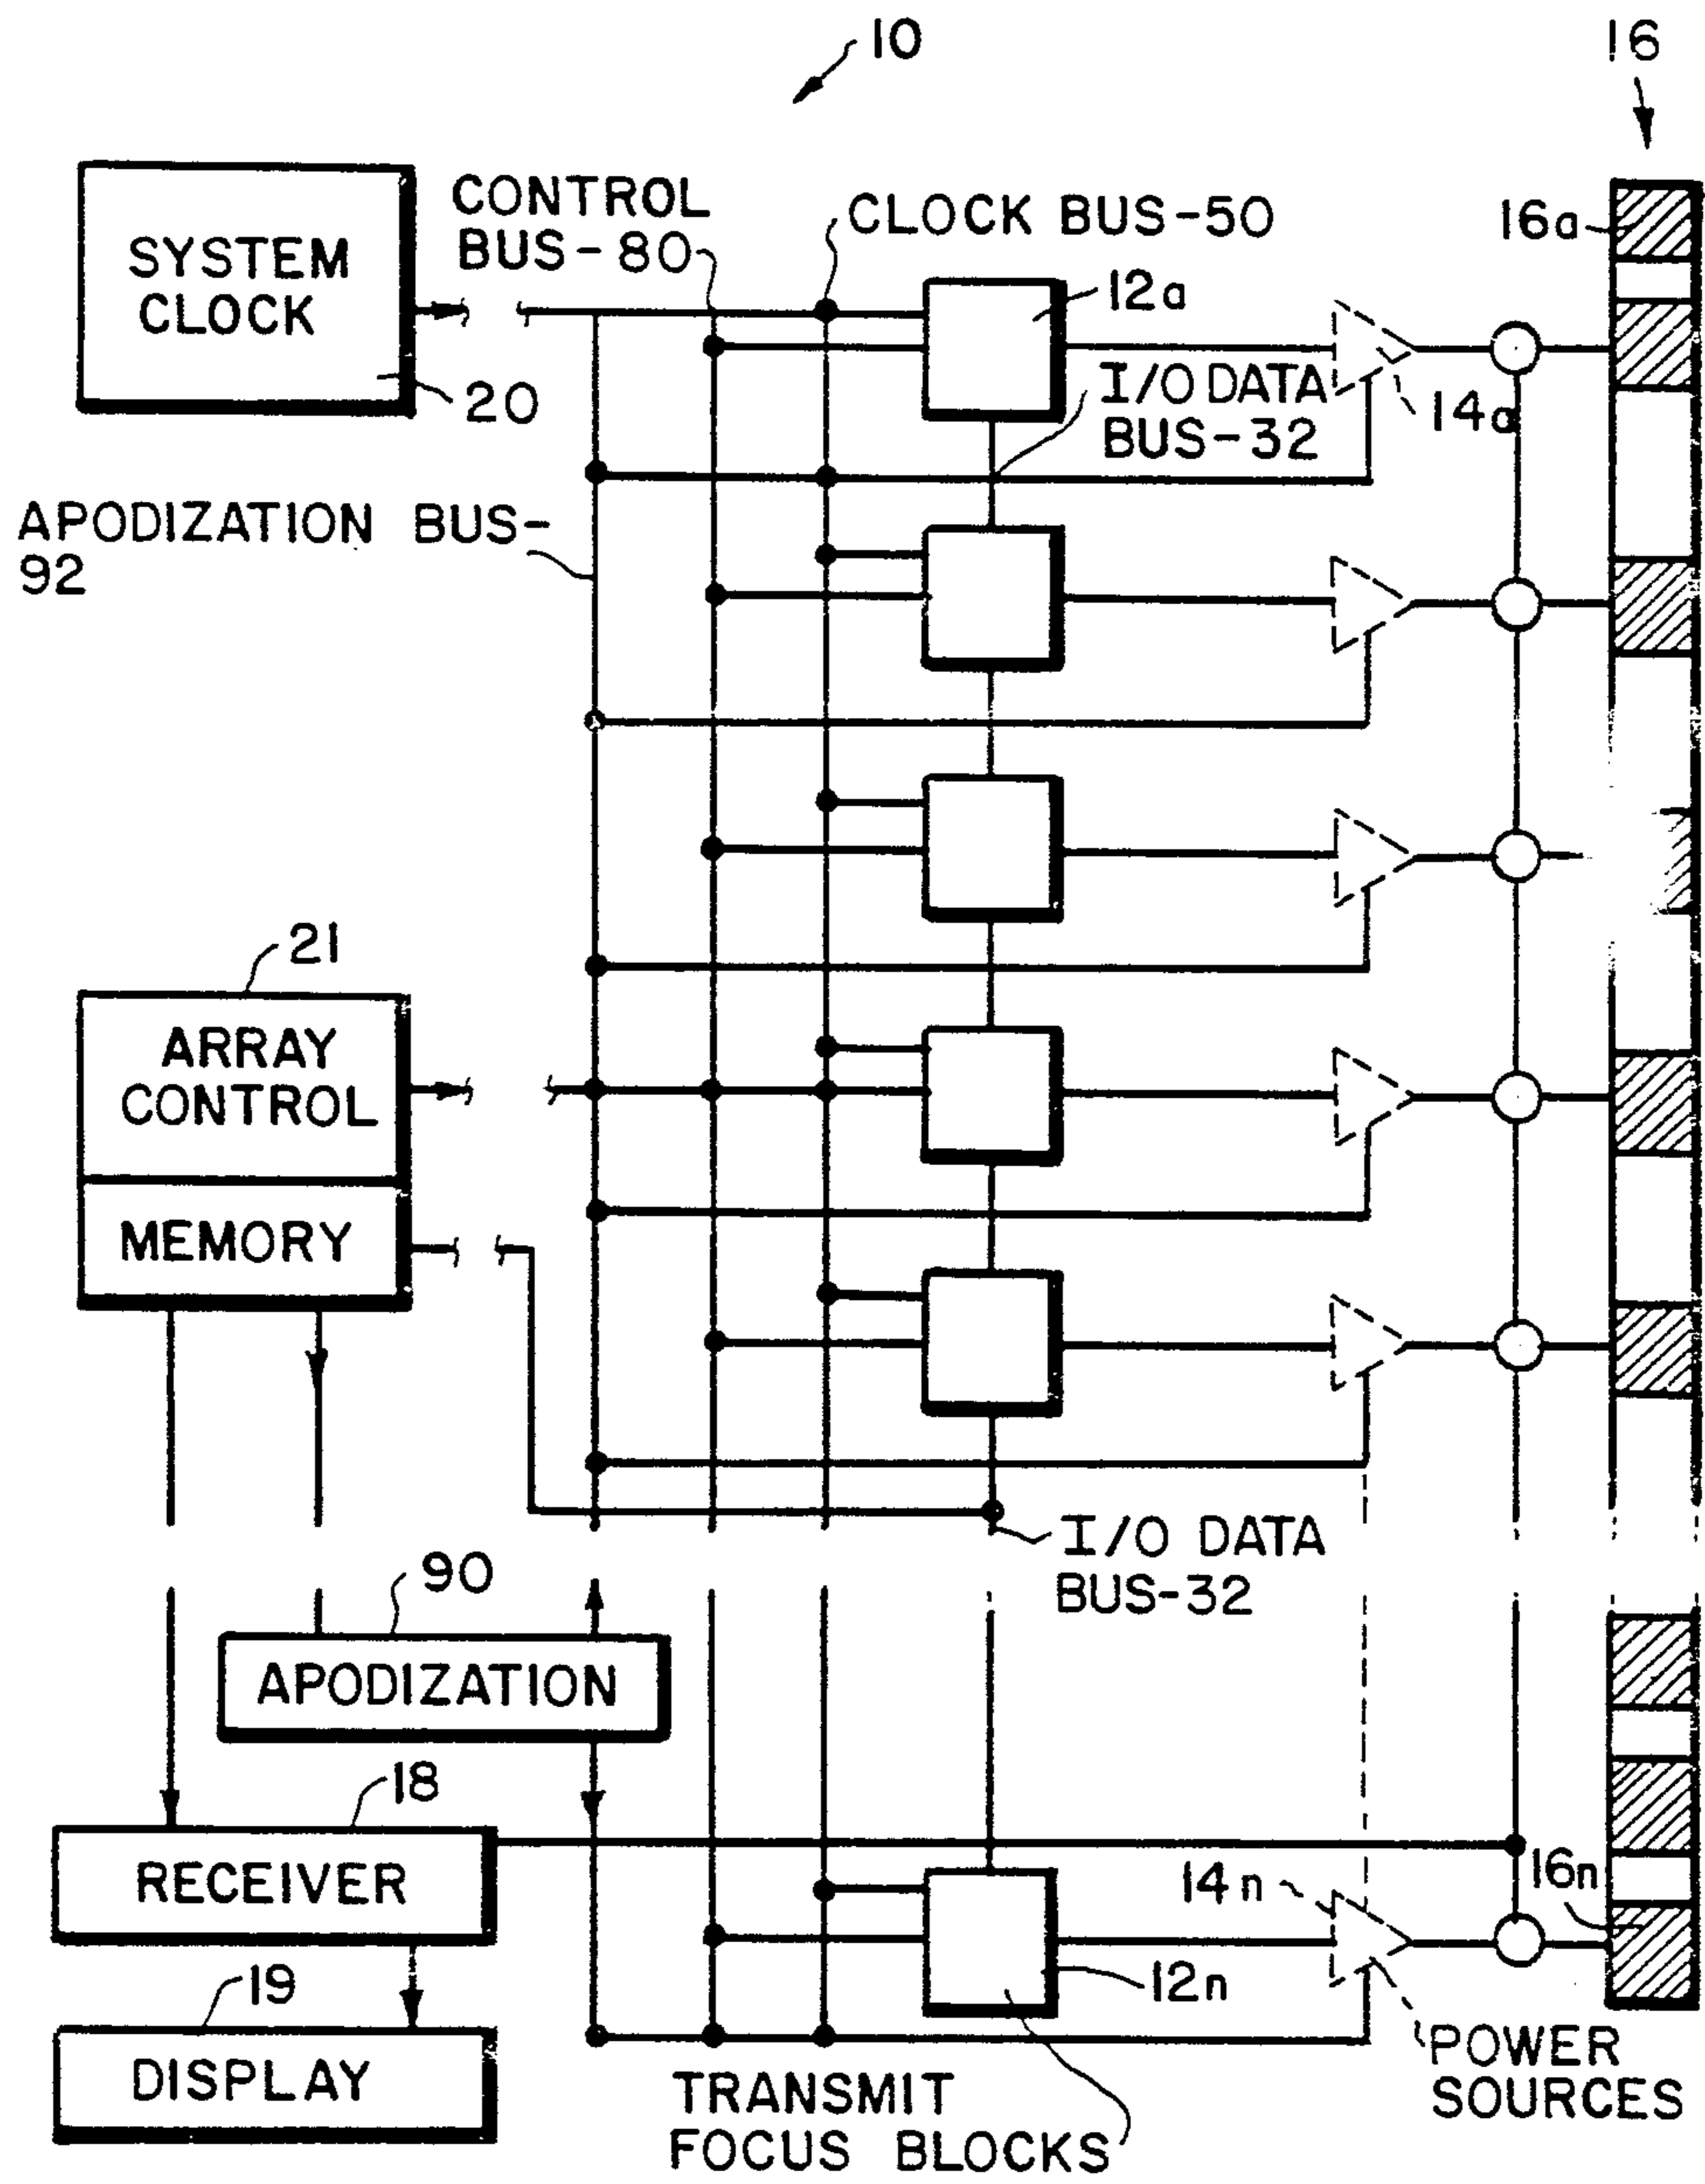 10
16
SYSTEM
CLOCK
20
CONTROL
BUS-80
CLOCK BUS-50
12a
16a
I/O DATA
BUS-32
14a
APODIZATION BUS-
92
21
ARRAY
CONTROL
MEMORY
I/O DATA
BUS-32
90
APODIZATION
18
RECEIVER
14n
16n
12n
19
DISPLAY
TRANSMIT
FOCUS BLOCKS
POWER
SOURCES